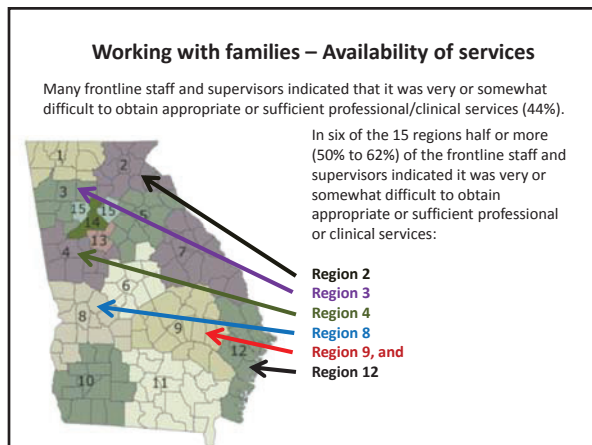 Working with families – Availability of services
Many frontline staff and supervisors indicated that it was very or somewhat
difficult to obtain appropriate or sufficient professional/clinical services (44%).
In six of the 15 regions half or more
(50% to 62%) of the frontline staff and
supervisors indicated it was very or
somewhat difficult to obtain
appropriate or sufficient professional
or clinical services:
Region 2
Region 3
Region 4
Region 8
Region 9, and
Region 12
1
2
3
15
15
5
14
13
4
7
6
8
9
12
10
11